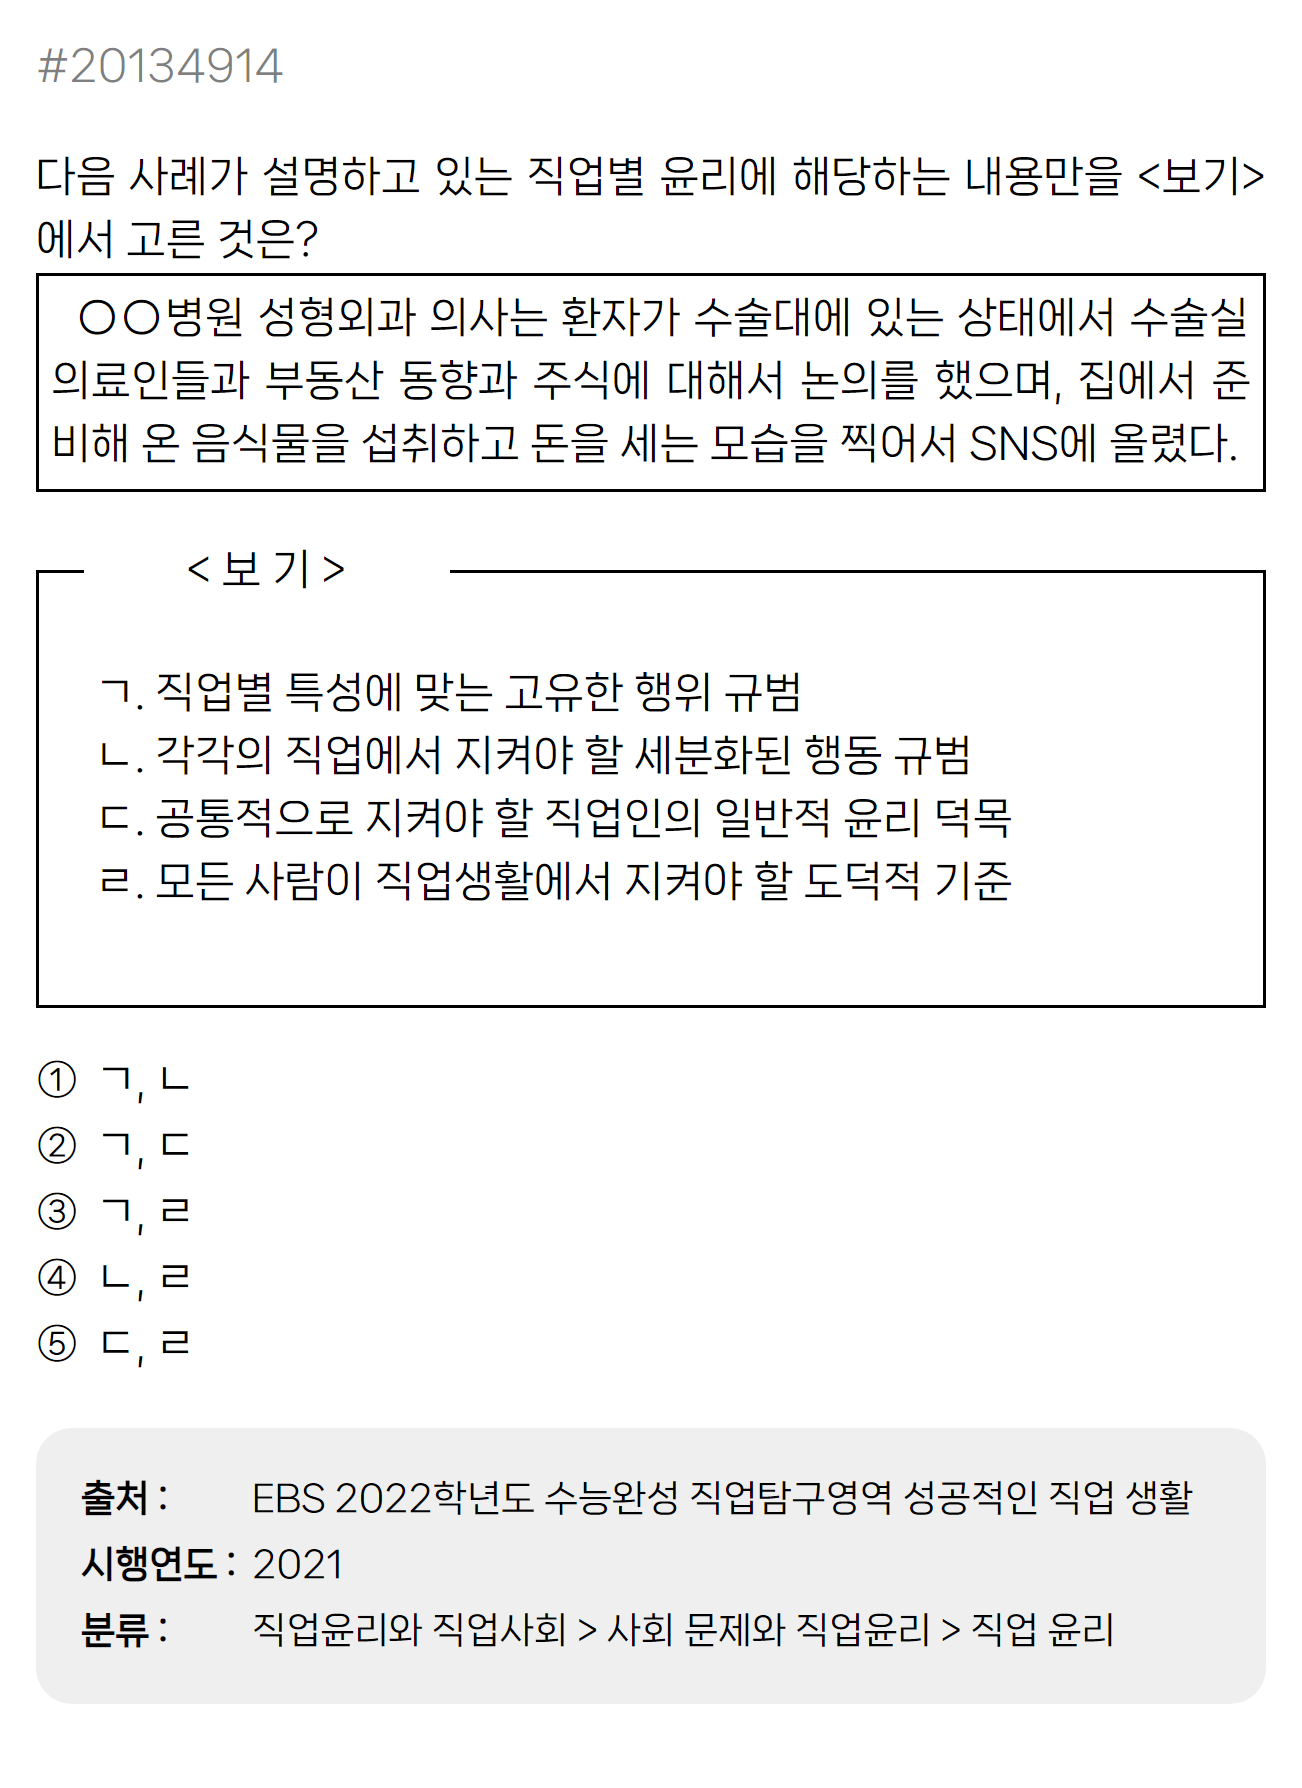 #20134914
다음 사례가 설명하고 있는 직업별 윤리에 해당하는 내용만을 <보기>
에서 고른 것은?
○○병원 성형외과 의사는 환자가 수술대에 있는 상태에서 수술실
의료인들과 부동산 동향과 주식에 대해서 논의를 했으며, 집에서 준
비해 온 음식물을 섭취하고 돈을 세는 모습을 찍어서 SNS에 올렸다.
< 보 기 >
ㄱ. 직업별 특성에 맞는 고유한 행위 규범
ㄴ. 각각의 직업에서 지켜야 할 세분화된 행동 규범
ㄷ. 공통적으로 지켜야 할 직업인의 일반적 윤리 덕목
ㄹ. 모든 사람이 직업생활에서 지켜야 할 도덕적 기준
① ㄱ, ㄴ
② ㄱ, ㄷ
③ ㄱ, ㄹ
④ ㄴ, ㄹ
⑤ ㄷ, ㄹ
출처 : EBS 2022학년도 수능완성 직업탐구영역 성공적인 직업 생활
시행연도 : 2021
분류 : 직업윤리와 직업사회 > 사회 문제와 직업윤리 > 직업 윤리